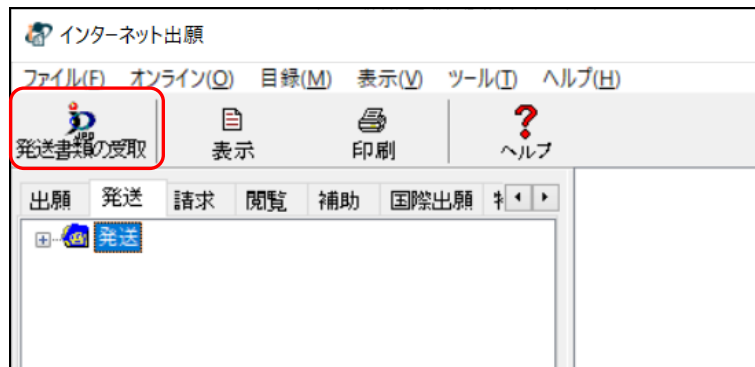 インターネット出願
ファイル(F) オンライン(O) 目録(M) 表示(V) ツール(T) ヘルプ(H)
発送書類の受取 表示 印刷 ヘルプ
出願 発送 請求 閲覧 補助 国際出願
発送